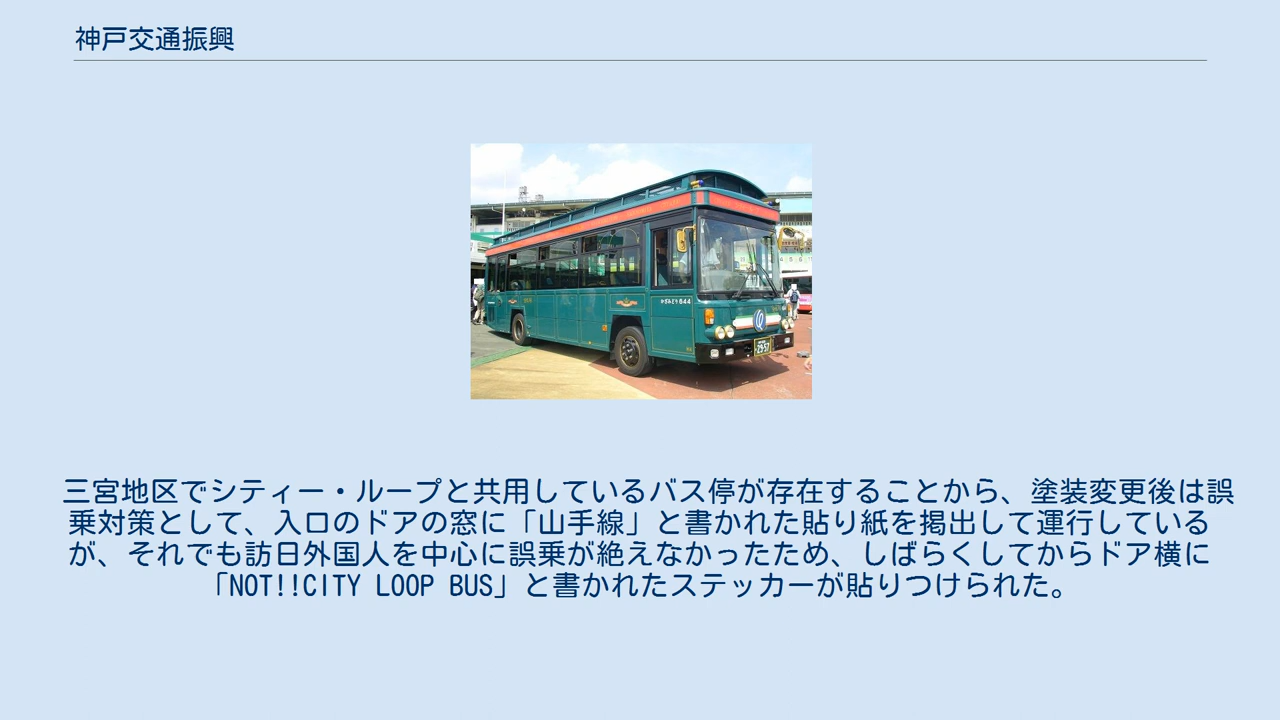 神戸交通振興
かざみどり 644
2957
三宮地区でシティー・ループと共用しているバス停が存在することから、塗装変更後は誤
乗対策として、入口のドアの窓に「山手線」と書かれた貼り紙を掲出して運行している
が、それでも訪日外国人を中心に誤乗が絶えなかったため、しばらくしてからドア横に
「NOT!!CITY LOOP BUS」と書かれたステッカーが貼りつけられた。